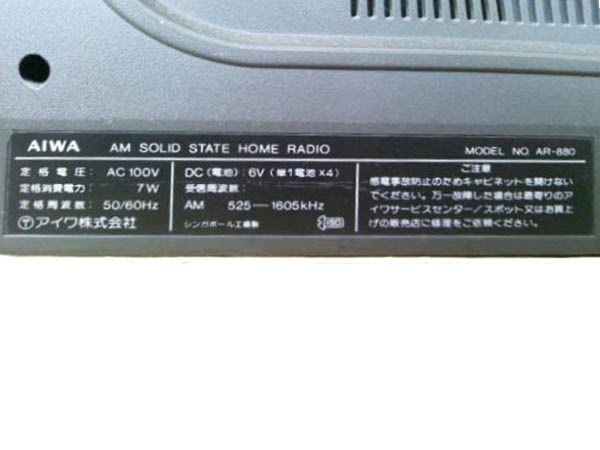 AIWA AM SOLID STATE HOME RADIO MODEL NO. AR-880
定格電圧: AC 100V
定格消費電力: 7W
定格周波数: 50/60Hz
アイワ株式会社
DC (電池): 6V (単1電池×4)
受信周波数:
AM 525—1605kHz
シンガポール工場製
ご注意
感電事故防止のためキャビネットを開けない
でください。万一故障した場合は最寄りのア
イワサービスセンター/スポット又はお買上
げの販売店に修理をご依頼ください。